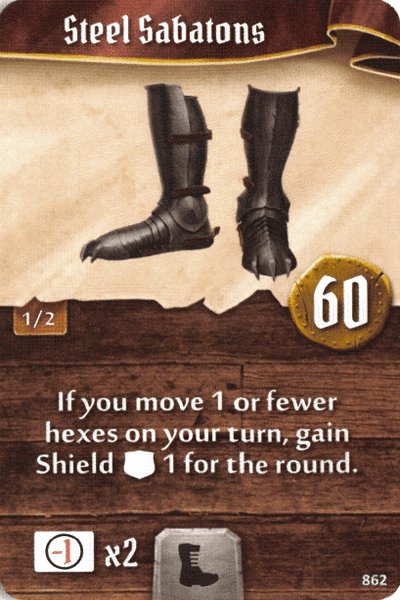 Steel Sabatons
60
1/2
If you move 1 or fewer
hexes on your turn, gain
Shield 1 for the round.
-1 x2
862